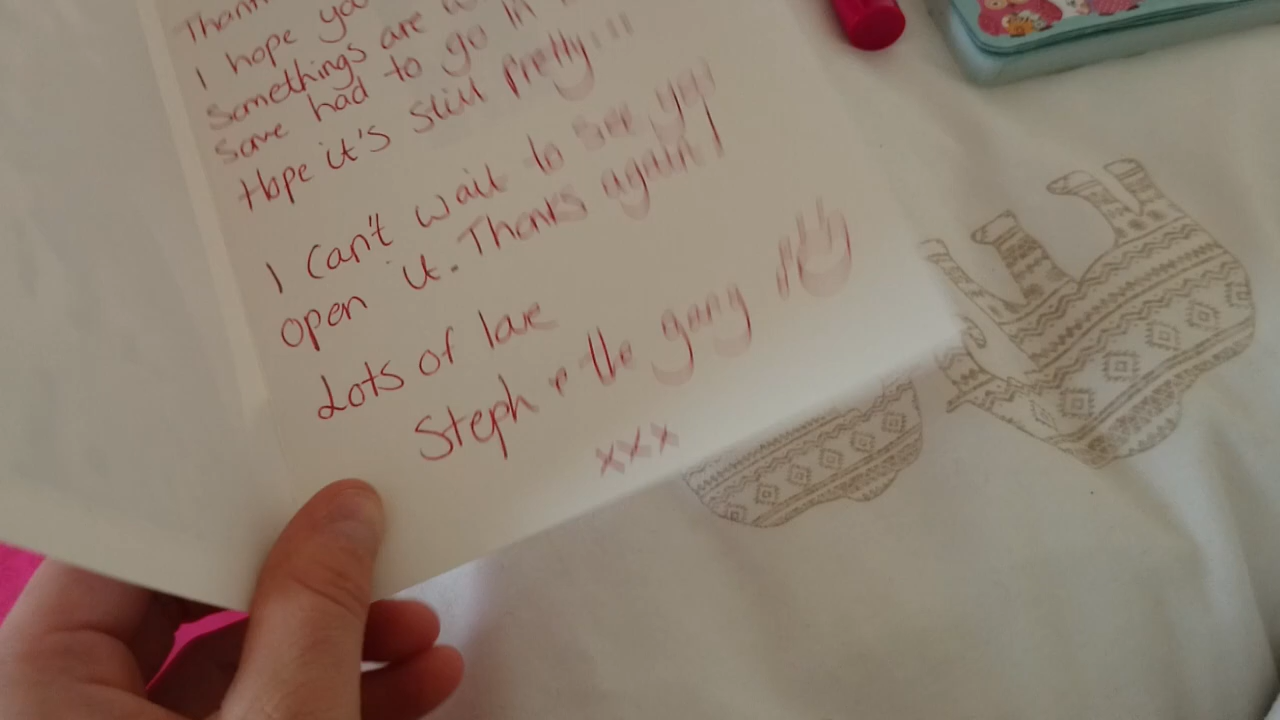 I hope you
somethings are
save had to go in
Hope it's still pretty!!!
I can't wait to see you
open it. Thanks again!
Lots of love
Steph & the gang
xxx